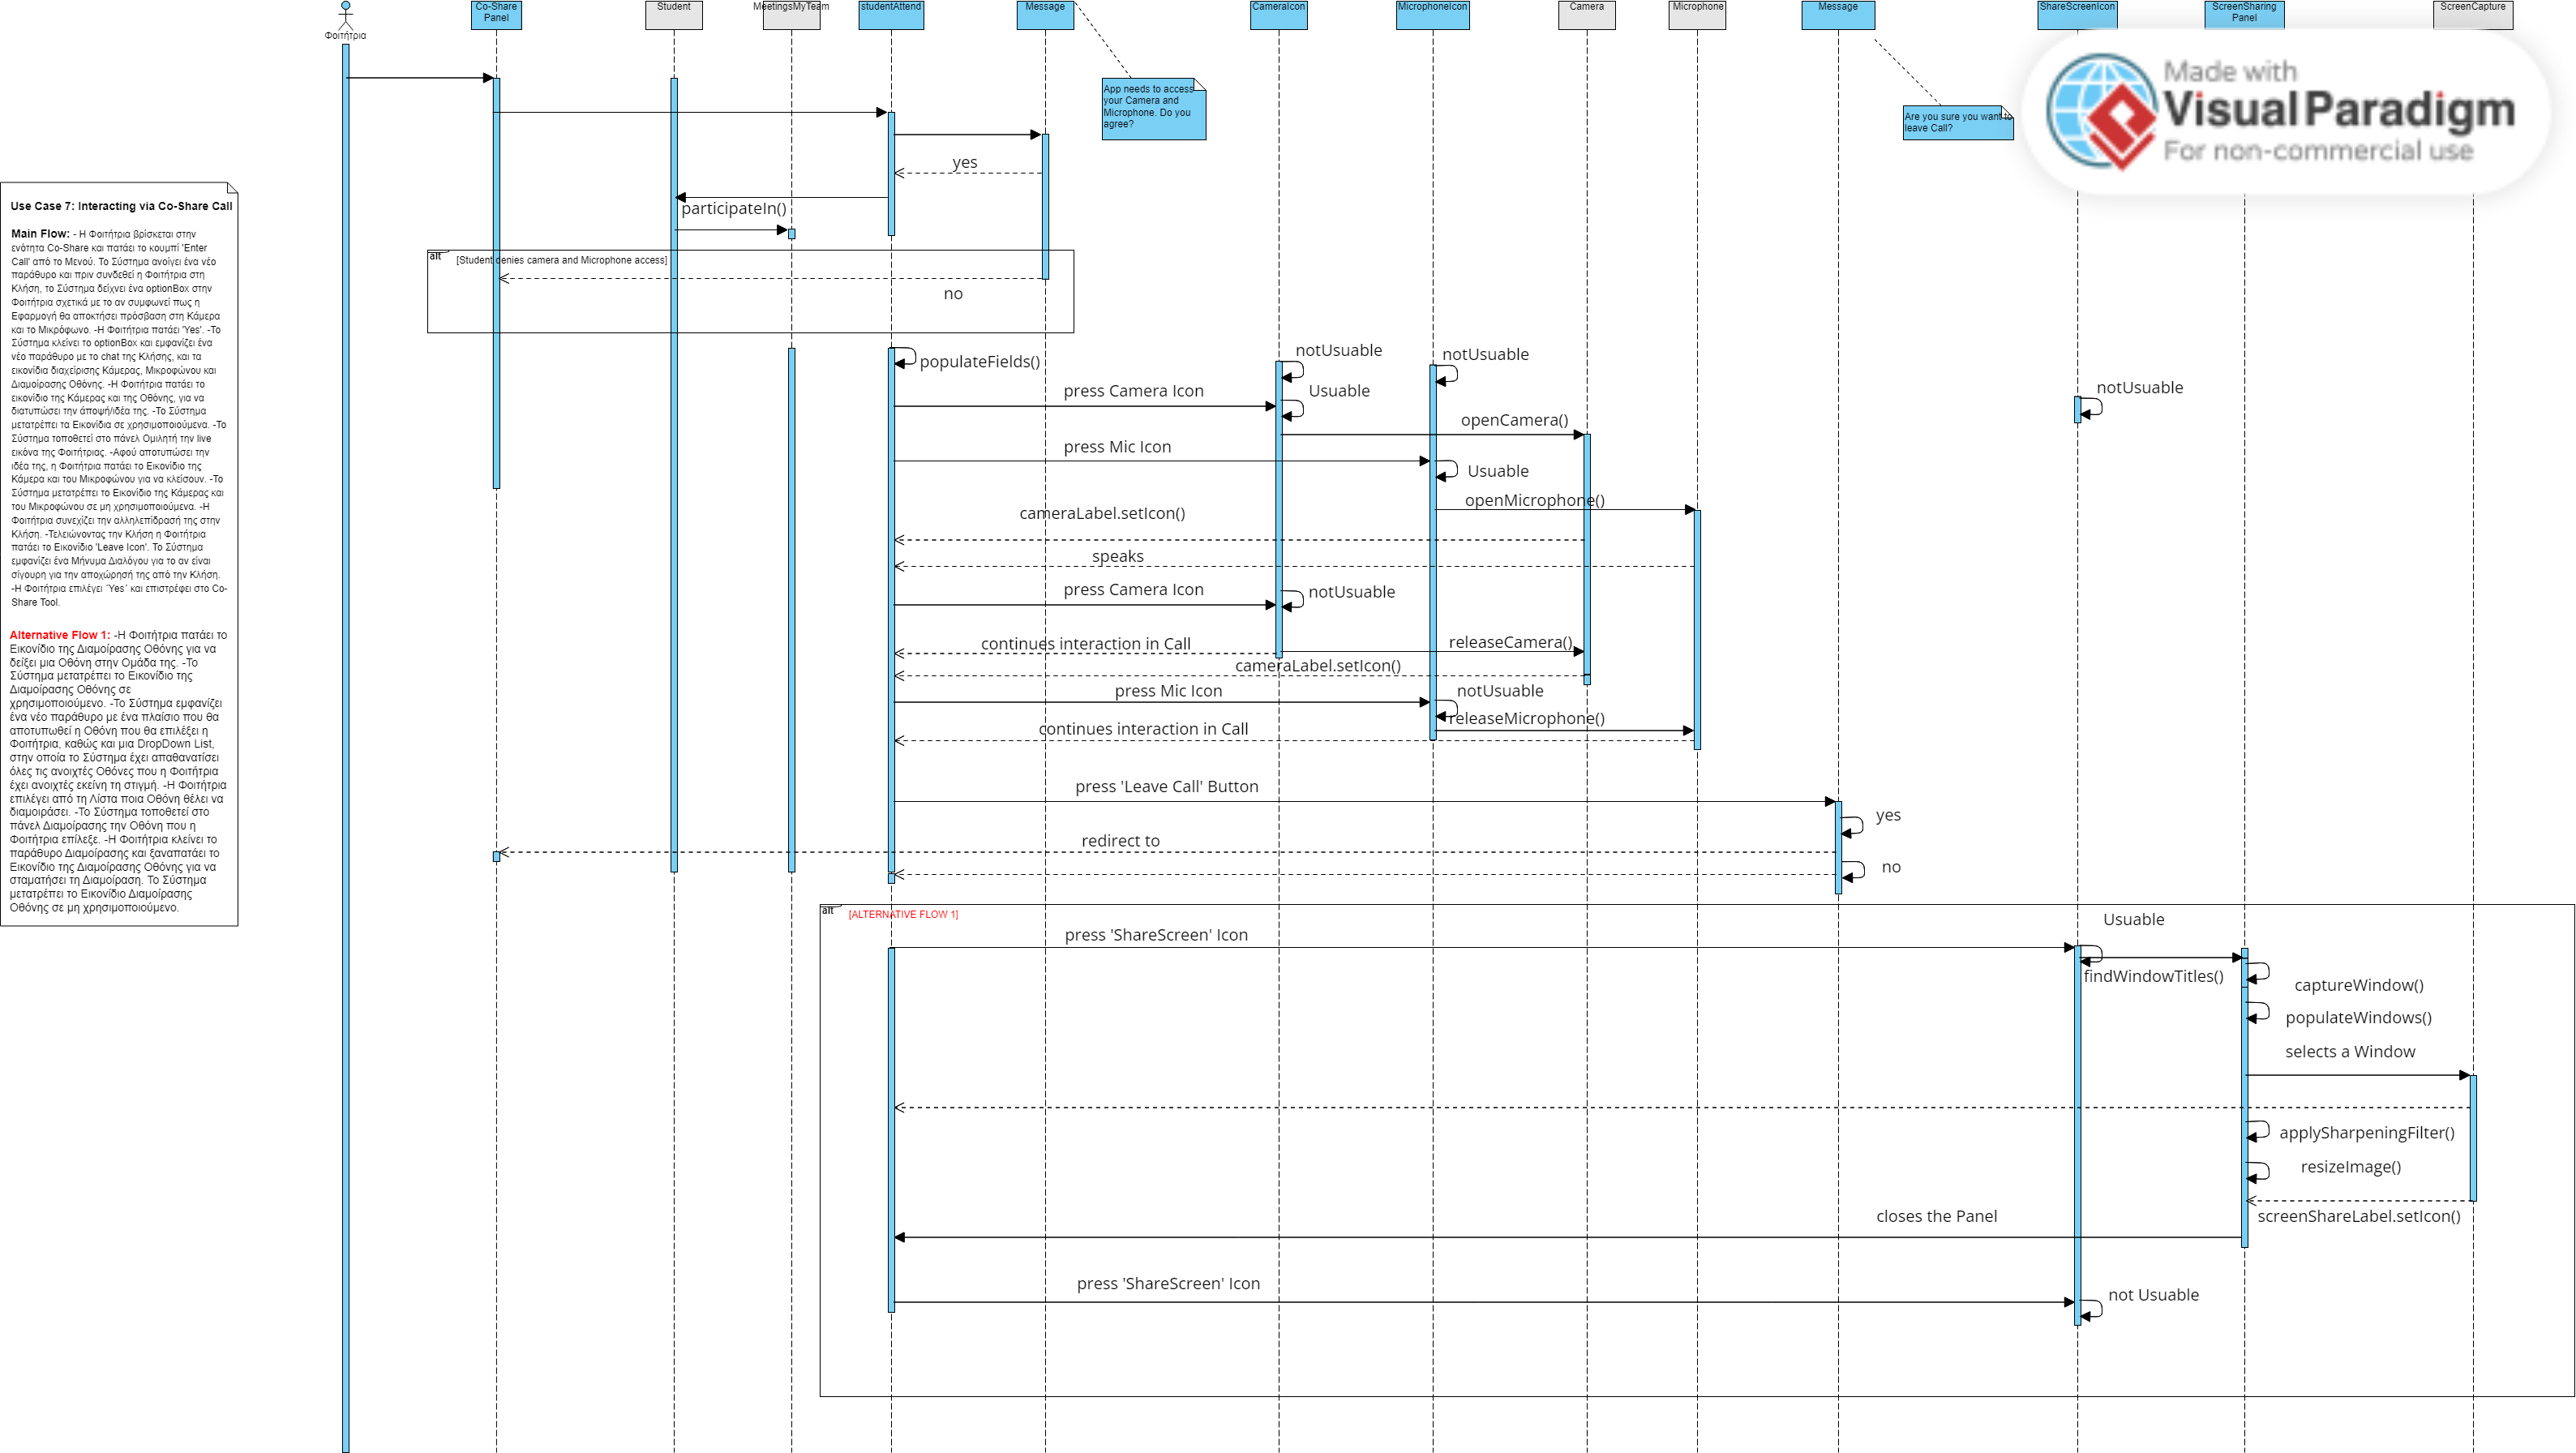 Φοιτήτρια
Co-Share
Panel
Student
MeetingsMyTeam
studentAttend
Message
CameraIcon
MicrophoneIcon
Camera
Microphone
Message
ShareScreenIcon
ScreenSharing
Panel
ScreenCapture
Made with
Visual Paradigm
For non-commercial use
App needs to access
your Camera and
Microphone. Do you
agree?
Are you sure you want to
leave Call?
Use Case 7: Interacting via Co-Share Call
Main Flow: - Η Φοιτήτρια βρίσκεται στην
ενότητα Co-Share και πατάει το κουμπί 'Enter
Call' από το Μενού. Το Σύστημα ανοίγει ένα νέο
παράθυρο και πριν συνδεθεί η Φοιτήτρια στη
Κλήση, το Σύστημα δείχνει ένα optionBox στην
Φοιτήτρια σχετικά με το αν συμφωνεί πως η
Εφαρμογή θα αποκτήσει πρόσβαση στη Κάμερα
και το Μικρόφωνο. -Η Φοιτήτρια πατάει 'Yes'. -Το
Σύστημα κλείνει το optionBox και εμφανίζει ένα
νέο παράθυρο με το chat της Κλήσης, και τα
εικονίδια διαχείρισης Κάμερας, Μικροφώνου και
Διαμοίρασης Οθόνης. -Η Φοιτήτρια πατάει το
εικονίδιο της Κάμερας και της Οθόνης, για να
διατυπώσει την άποψή/ιδέα της. -Το Σύστημα
μετατρέπει τα Εικονίδια σε χρησιμοποιούμενα. -Το
Σύστημα τοποθετεί στο πάνελ Ομιλητή την live
εικόνα της Φοιτήτριας. -Αφού αποτυπώσει την
ιδέα της, η Φοιτήτρια πατάει το Εικονίδιο της
Κάμερα και του Μικροφώνου για να κλείσουν. -Το
Σύστημα μετατρέπει το Εικονίδιο της Κάμερας και
του Μικροφώνου σε μη χρησιμοποιούμενα. -Η
Φοιτήτρια συνεχίζει την αλληλεπίδρασή της στην
Κλήση. -Τελειώνοντας την Κλήση η Φοιτήτρια
πατάει το Εικονίδιο 'Leave Icon'. Το Σύστημα
εμφανίζει ένα Μήνυμα Διαλόγου για το αν είναι
σίγουρη για την αποχώρησή της από την Κλήση.
-Η Φοιτήτρια επιλέγει ΄Yes΄ και επιστρέφει στο Co-
Share Tool.
Alternative Flow 1: -Η Φοιτήτρια πατάει το
Εικονίδιο της Διαμοίρασης Οθόνης για να
δείξει μια Οθόνη στην Ομάδα της. -Το
Σύστημα μετατρέπει το Εικονίδιο της
Διαμοίρασης Οθόνης σε
χρησιμοποιούμενο. -Το Σύστημα εμφανίζει
ένα νέο παράθυρο με ένα πλαίσιο που θα
αποτυπωθεί η Οθόνη που θα επιλέξει η
Φοιτήτρια, καθώς και μια DropDown List,
στην οποία το Σύστημα έχει απαθανατίσει
όλες τις ανοιχτές Οθόνες που η Φοιτήτρια
έχει ανοιχτές εκείνη τη στιγμή. -Η Φοιτήτρια
επιλέγει από τη Λίστα ποια Οθόνη θέλει να
διαμοιράσει. -Το Σύστημα τοποθετεί στο
πάνελ Διαμοίρασης την Οθόνη που η
Φοιτήτρια επίλεξε. -Η Φοιτήτρια κλείνει το
παράθυρο Διαμοίρασης και ξαναπατάει το
Εικονίδιο της Διαμοίρασης Οθόνης για να
σταματήσει τη Διαμοίραση. Το Σύστημα
μετατρέπει το Εικονίδιο Διαμοίρασης
Οθόνης σε μη χρησιμοποιούμενο.
yes
participateIn()
alt
[Student denies camera and Microphone access]
no
populateFields()
notUsuable
notUsuable
notUsuable
press Camera Icon
Usuable
openCamera()
press Mic Icon
Usuable
openMicrophone()
cameraLabel.setIcon()
speaks
press Camera Icon
notUsuable
continues interaction in Call
releaseCamera()
cameraLabel.setIcon()
press Mic Icon
notUsuable
releaseMicrophone()
continues interaction in Call
press 'Leave Call' Button
yes
redirect to
no
alt
[ALTERNATIVE FLOW 1]
Usuable
press 'ShareScreen' Icon
findWindowTitles()
captureWindow()
populateWindows()
selects a Window
applySharpeningFilter()
resizeImage()
screenShareLabel.setIcon()
closes the Panel
press 'ShareScreen' Icon
not Usuable